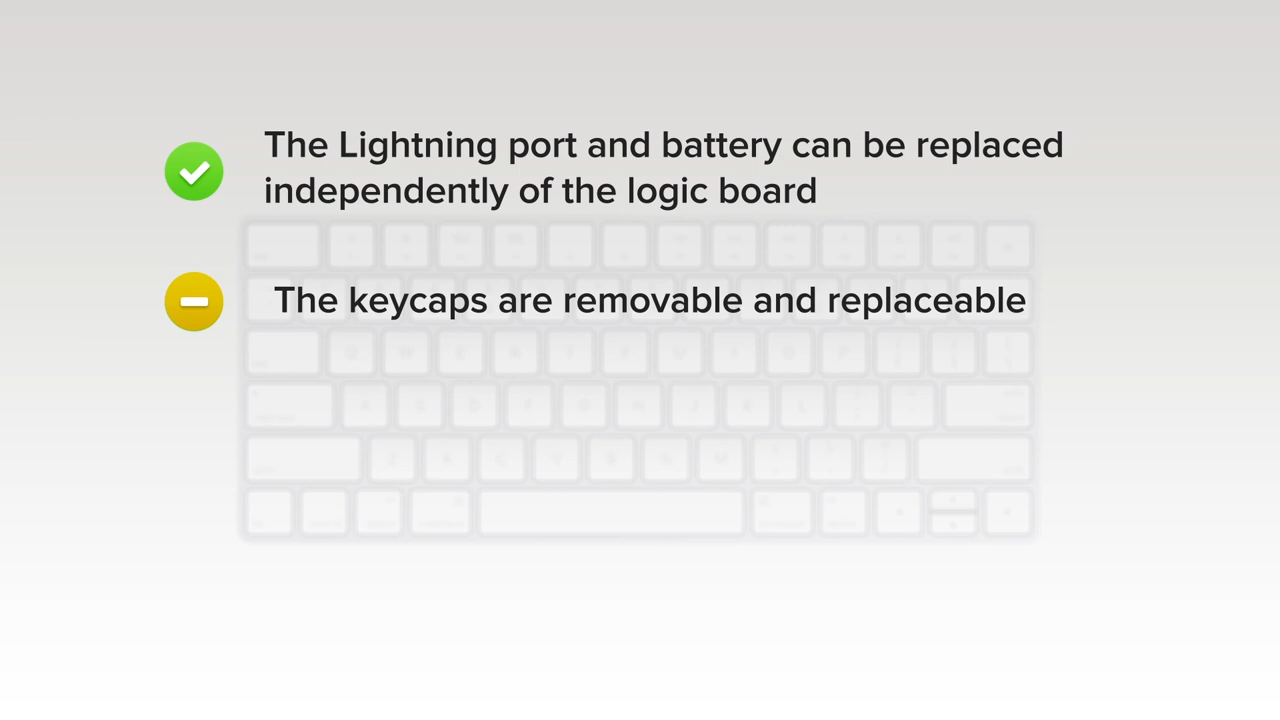 The Lightning port and battery can be replaced
independently of the logic board
The keycaps are removable and replaceable